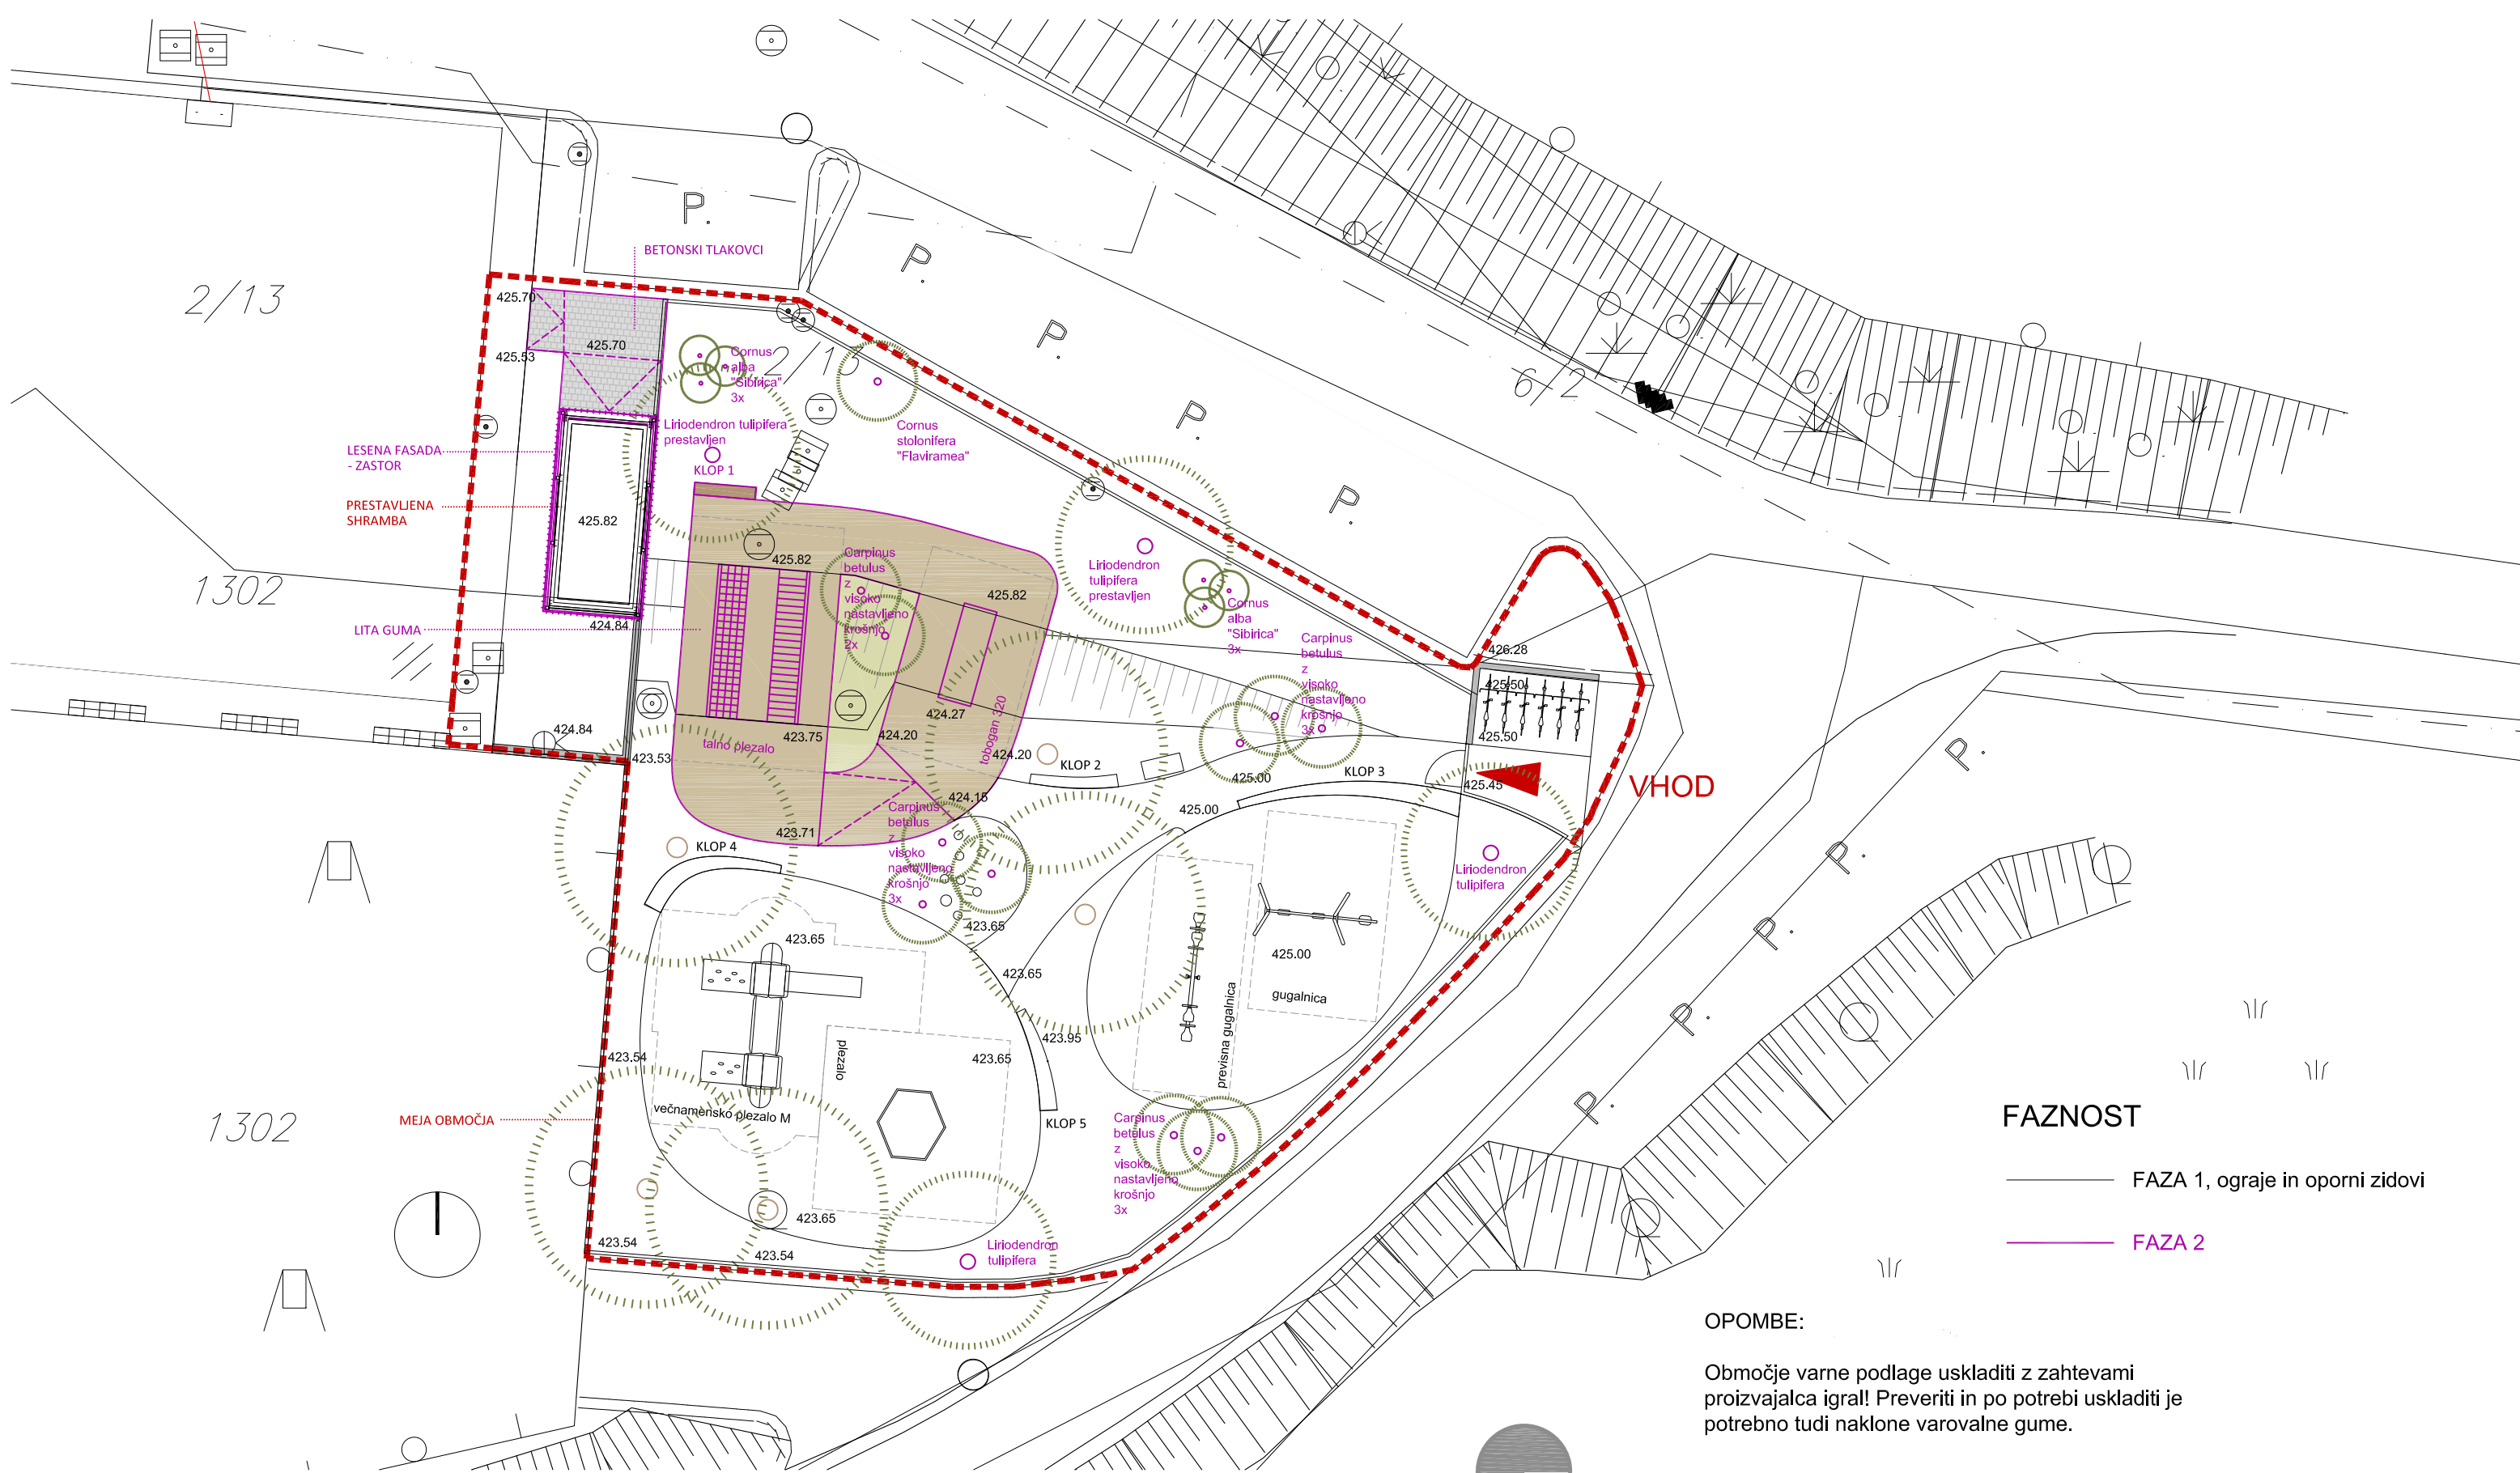 P.
BETONSKI TLAKOVCI
P.
2/13
425.70
P.
425.53
425.70
Cornus
alba
"Sibirica"
3x
2/13
6/2
P.
Liriodendron tulipifera
prestavljen
Cornus
stolonifera
"Flaviramea"
LESENA FASADA
- ZASTOR
KLOP 1
PRESTAVLJENA
SHRAMBA
425.82
P.
425.82
Carpinus
betulus
z
visoko
nastavljeno
krošnjo
2x
Liriodendron
tulipifera
prestavljen
1302
425.82
Cornus
alba
"Sibirica"
3x
LITA GUMA
424.84
Carpinus
betulus
z
visoko
nastavljeno
krošnjo
3x
426.28
425.50
424.27
tobogan 320
424.84
423.75
424.20
425.50
talno plezalo
423.53
424.20
KLOP 2
425.00
KLOP 3
425.45
VHOD
P.
424.15
425.00
Carpinus
betulus
z
visoko
nastavljeno
krošnjo
3x
423.71
KLOP 4
P.
Liriodendron
tulipifera
423.65
423.65
P.
425.00
423.65
gugalnica
previsna gugalnica
P.
423.95
423.54
423.65
plezalo
P.
večnamensko plezalo M
KLOP 5
MEJA OBMOČJA
1302
Carpinus
betulus
z
visoko
nastavljeno
krošnjo
3x
423.65
423.54
423.54
Liriodendron
tulipifera
FAZNOST
FAZA 1, ograje in oporni zidovi
FAZA 2
OPOMBE:
Območje varne podlage uskladiti z zahtevami
proizvajalca igral! Preveriti in po potrebi uskladiti je
potrebno tudi naklone varovalne gume.